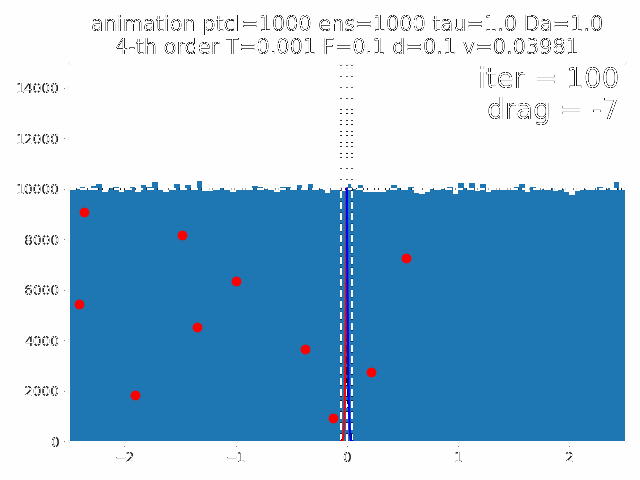 animation ptcl=1000 ens=1000 tau=1.0 Da=1.0
4-th order T=0.001 F=0.1 d=0.1 v=0.03981
iter = 100
drag = -7
14000
12000
10000
8000
6000
4000
2000
0
−2 −1 0 1 2